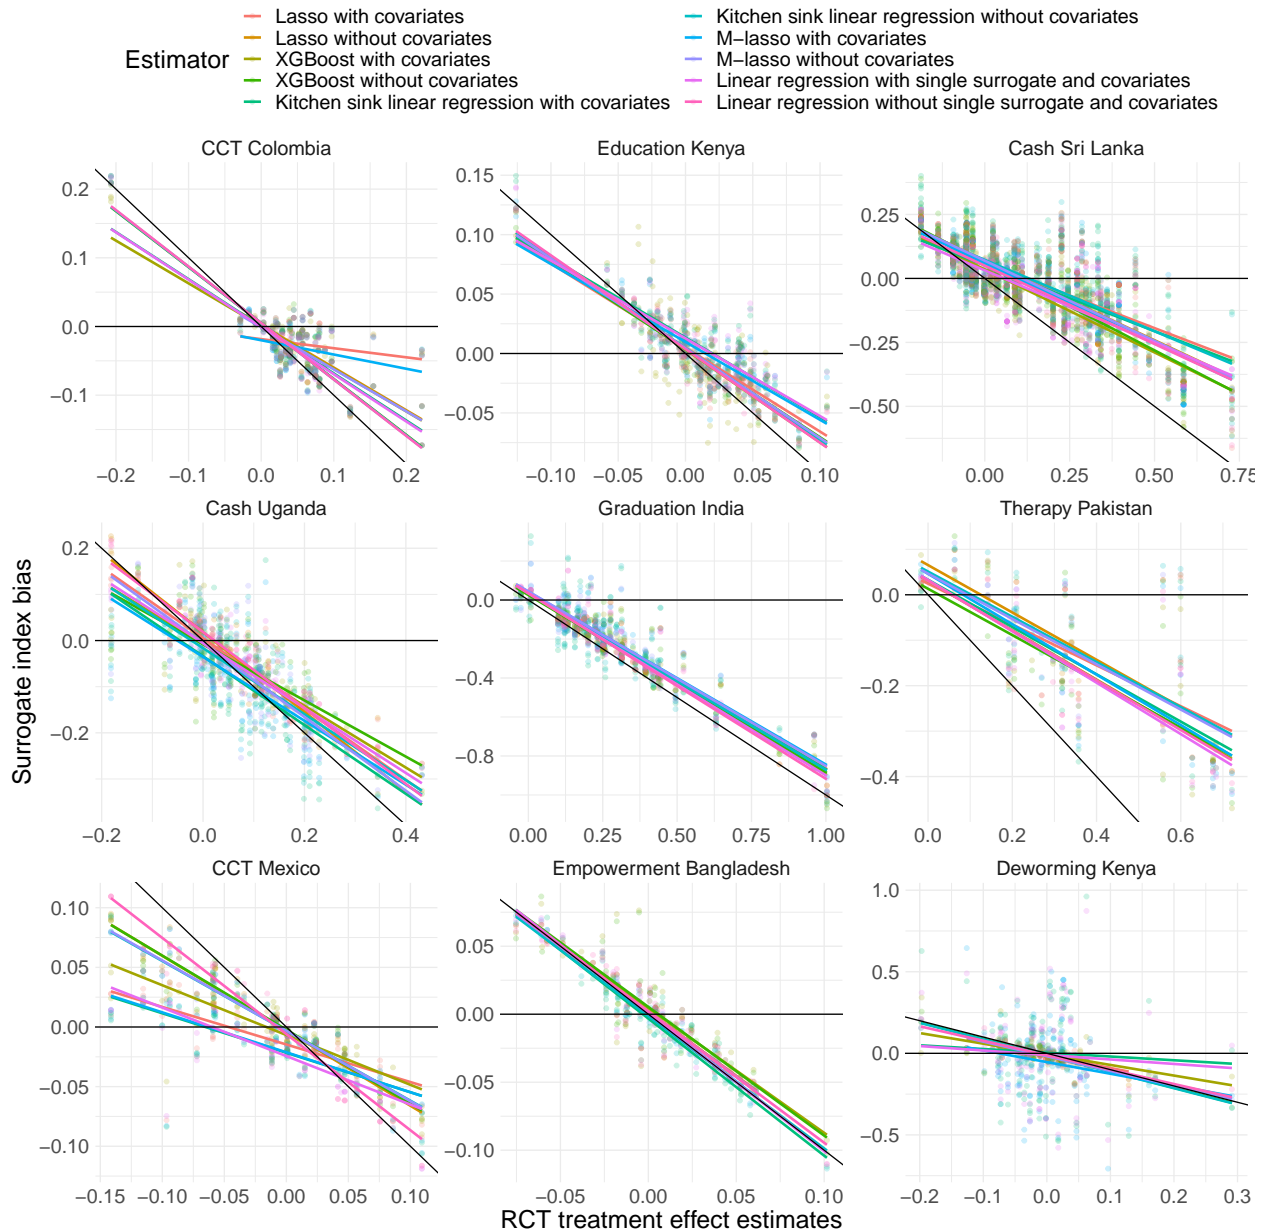 Estimator
Lasso with covariates
Lasso without covariates
XGBoost with covariates
XGBoost without covariates
Kitchen sink linear regression with covariates
Kitchen sink linear regression without covariates
M−lasso with covariates
M−lasso without covariates
Linear regression with single surrogate and covariates
Linear regression without single surrogate and covariates
CCT Colombia
0.2
0.1
0.0
−0.1
−0.2 −0.1 0.0 0.1 0.2
Education Kenya
0.15
0.10
0.05
0.00
−0.05
−0.10 −0.05 0.00 0.05 0.10
Cash Sri Lanka
0.25
0.00
−0.25
−0.50
0.00 0.25 0.50 0.75
Cash Uganda
0.2
0.0
−0.2
−0.2 0.0 0.2 0.4
Graduation India
0.0
−0.4
−0.8
0.00 0.25 0.50 0.75 1.00
Therapy Pakistan
0.0
−0.2
−0.4
0.0 0.2 0.4 0.6
CCT Mexico
0.10
0.05
0.00
−0.05
−0.10
−0.15 −0.10 −0.05 0.00 0.05 0.10
Empowerment Bangladesh
0.05
0.00
−0.05
−0.10
−0.05 0.00 0.05 0.10
Deworming Kenya
1.0
0.5
0.0
−0.5
−0.2 −0.1 0.0 0.1 0.2 0.3
Surrogate index bias
RCT treatment effect estimates